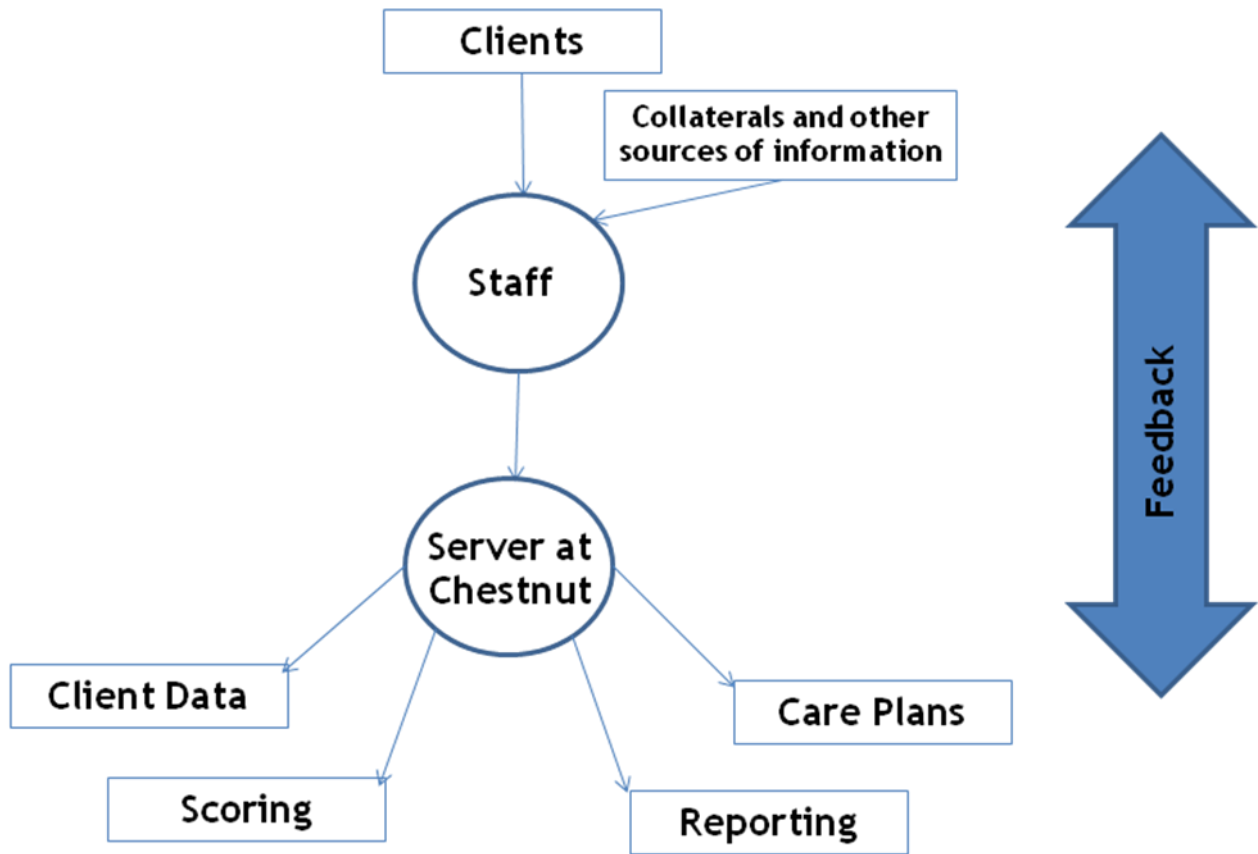 Clients
Collaterals and other
sources of information
Staff
Feedback
Server at
Chestnut
Client Data
Care Plans
Scoring
Reporting